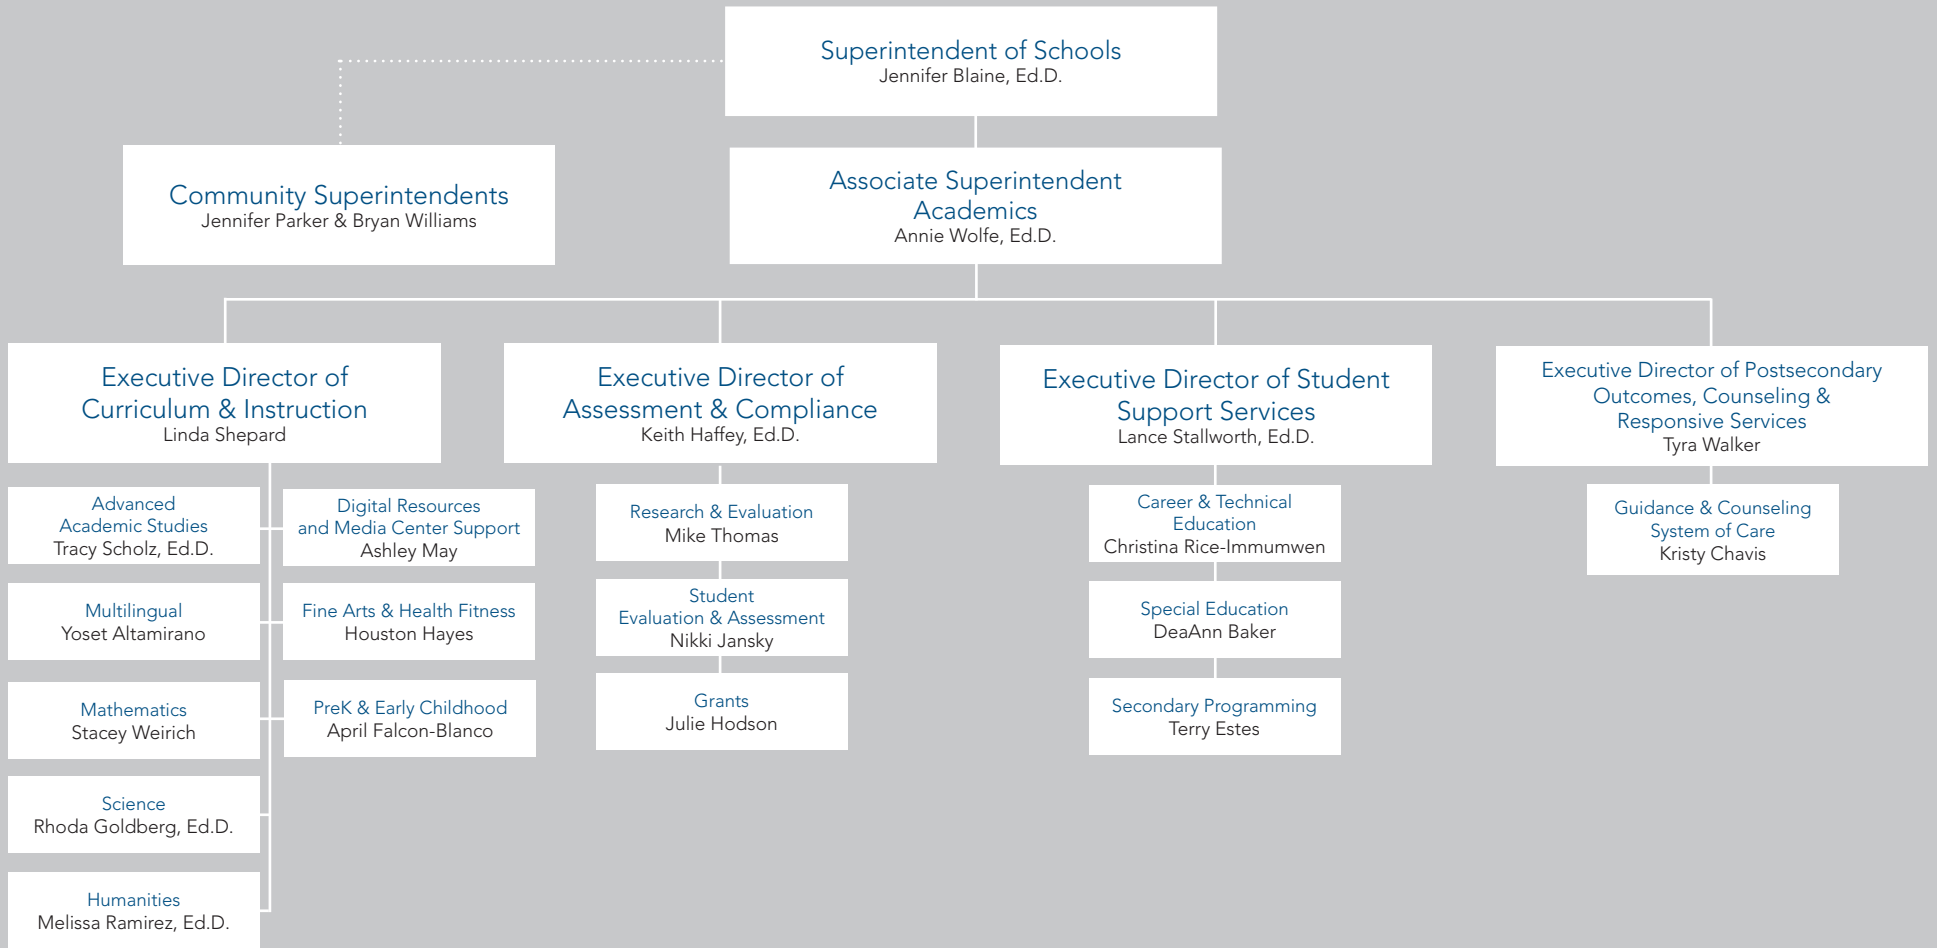 Superintendent of Schools
Jennifer Blaine, Ed.D.
Community Superintendents
Jennifer Parker & Bryan Williams
Associate Superintendent
Academics
Annie Wolfe, Ed.D.
Executive Director of
Curriculum & Instruction
Linda Shepard
Executive Director of
Assessment & Compliance
Keith Haffey, Ed.D.
Executive Director of Student
Support Services
Lance Stallworth, Ed.D.
Executive Director of Postsecondary
Outcomes, Counseling &
Responsive Services
Tyra Walker
Advanced
Academic Studies
Tracy Scholz, Ed.D.
Digital Resources
and Media Center Support
Ashley May
Multilingual
Yoset Altamirano
Fine Arts & Health Fitness
Houston Hayes
Mathematics
Stacey Weirich
PreK & Early Childhood
April Falcon-Blanco
Science
Rhoda Goldberg, Ed.D.
Humanities
Melissa Ramirez, Ed.D.
Research & Evaluation
Mike Thomas
Student
Evaluation & Assessment
Nikki Jansky
Grants
Julie Hodson
Career & Technical
Education
Christina Rice-Immumwen
Special Education
DeaAnn Baker
Secondary Programming
Terry Estes
Guidance & Counseling
System of Care
Kristy Chavis